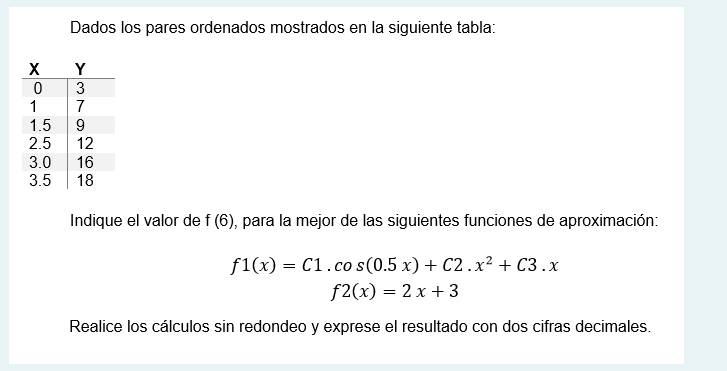 Dados los pares ordenados mostrados en la siguiente tabla:
X Y
0 3
1 7
1.5 9
2.5 12
3.0 16
3.5 18
Indique el valor de f (6), para la mejor de las siguientes funciones de aproximación:
f1(x) = C1 . co s(0.5 x) + C2 . x² + C3 . x
f2(x) = 2 x + 3
Realice los cálculos sin redondeo y exprese el resultado con dos cifras decimales.